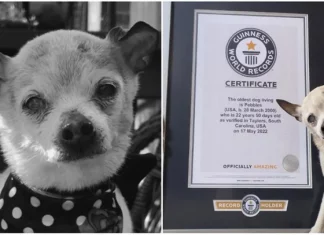 GUINNESS
WORLD RECORDS
CERTIFICATE
The oldest dog living
is Pebbles
(USA, b. 28 March 2000)
who is 22 years 50 days old
as verified in Taylors, South
Carolina, USA
on 17 May 2022
OFFICIALLY AMAZING
RECORD HOLDER